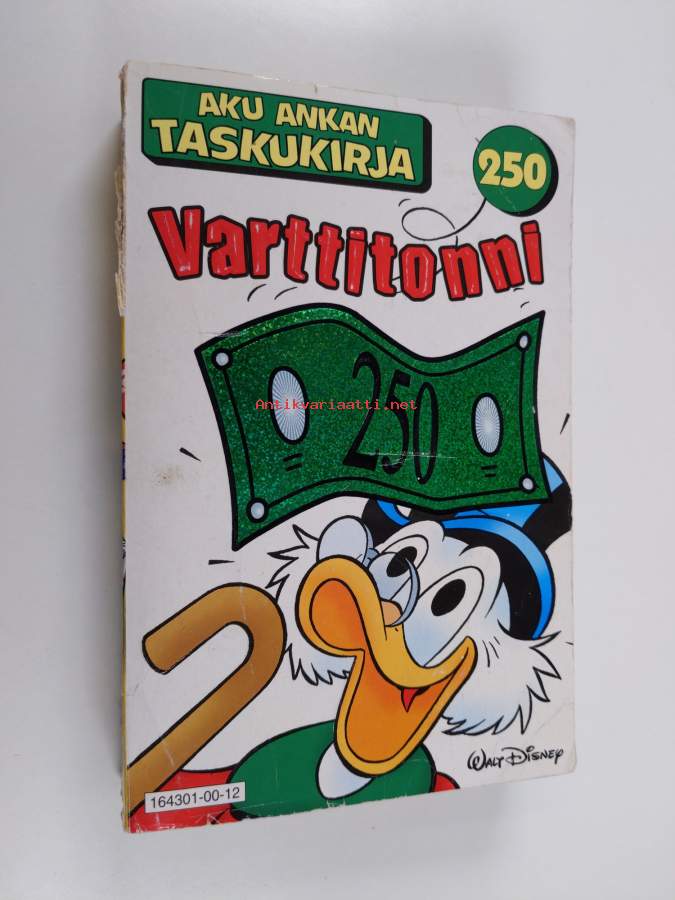 AKU ANKAN
TASKUKIRJA
250
Varttitonni
250
Antikvariaatti.net
WALT DISNEY
164301-00-12